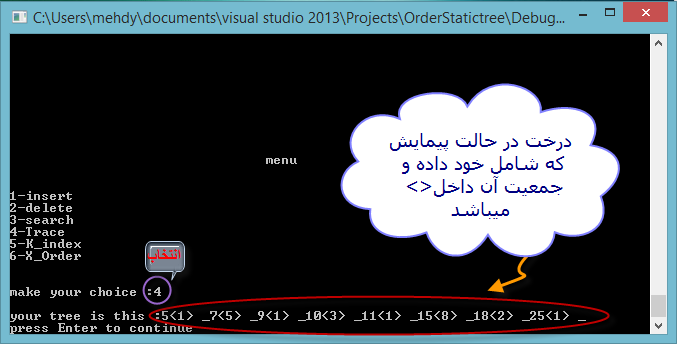 C:\Users\mehdy\documents\visual studio 2013\Projects\OrderStatictree\Debug...
menu
درخت در حالت پیمایش
که شامل خود داده و
جمعیت آن داخل<>
میباشد
1-insert
2-delete
3-search
4-Trace
5-K_index
6-X_Order
انتخاب
make your choice :4
your tree is this :5<1> _7<5> _9<1> _10<3> _11<1> _15<8> _18<2> _25<1> _
press Enter to continue